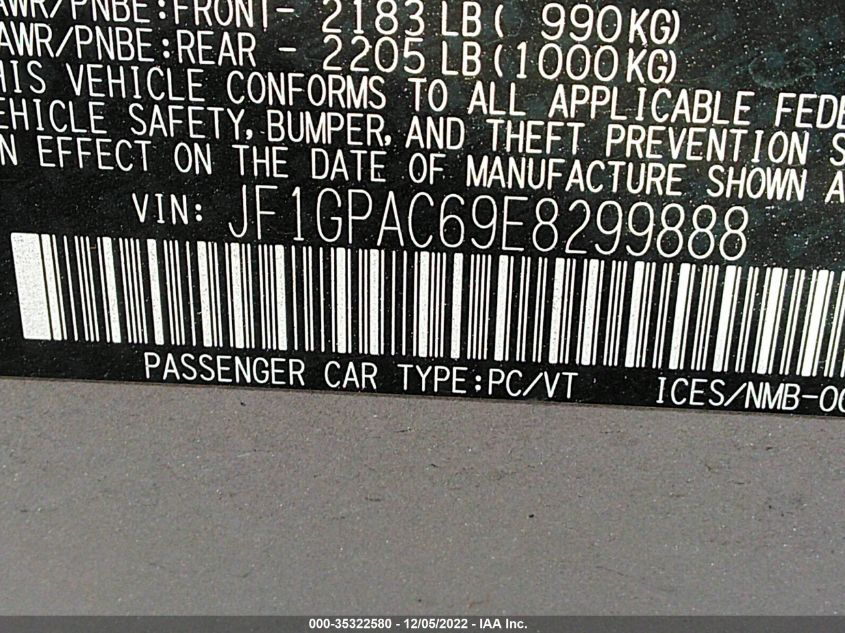 AWR/PNBE:FRONT- 2183 LB( 990KG)
AWR/PNBE:REAR - 2205 LB(1000KG)
HIS VEHICLE CONFORMS TO ALL APPLICABLE FEDE
EHICLE SAFETY, BUMPER, AND THEFT PREVENTION S
N EFFECT ON THE DATE OF MANUFACTURE SHOWN A
VIN: JF1GPAC69E8299888
PASSENGER CAR TYPE:PC/VT ICES/NMB-00
000-35322580 - 12/05/2022 - IAA Inc.